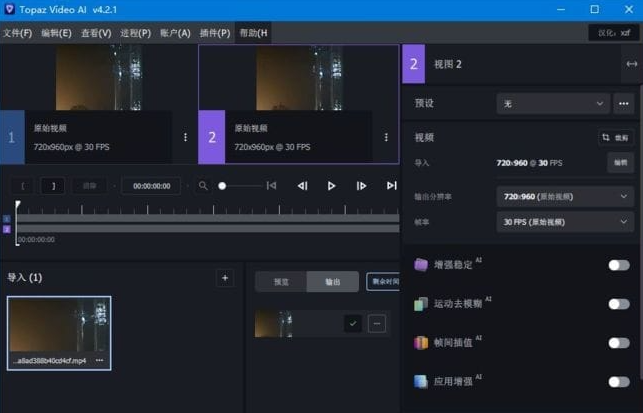 Topaz Video AI v4.2.1
文件(F) 编辑(E) 查看(V) 进程(P) 账户(A) 插件(P) 帮助(H)
汉化: xzf
2 视图 2
预设 无
1 原始视频
720x960px @ 30 FPS
2 原始视频
720x960px @ 30 FPS
视频 裁剪
导入 720x960 @ 30 FPS 编辑
[ ] 清除 00:00:00:00
输出分辨率 720x960 (原始视频)
帧率 30 FPS (原始视频)
1
2
00:00:00:00
增强稳定 AI
运动去模糊 AI
帧间插值 AI
应用增强 AI
导入 (1) +
预览 输出 剩余时间
...a8ad388b40cd4cf.mp4